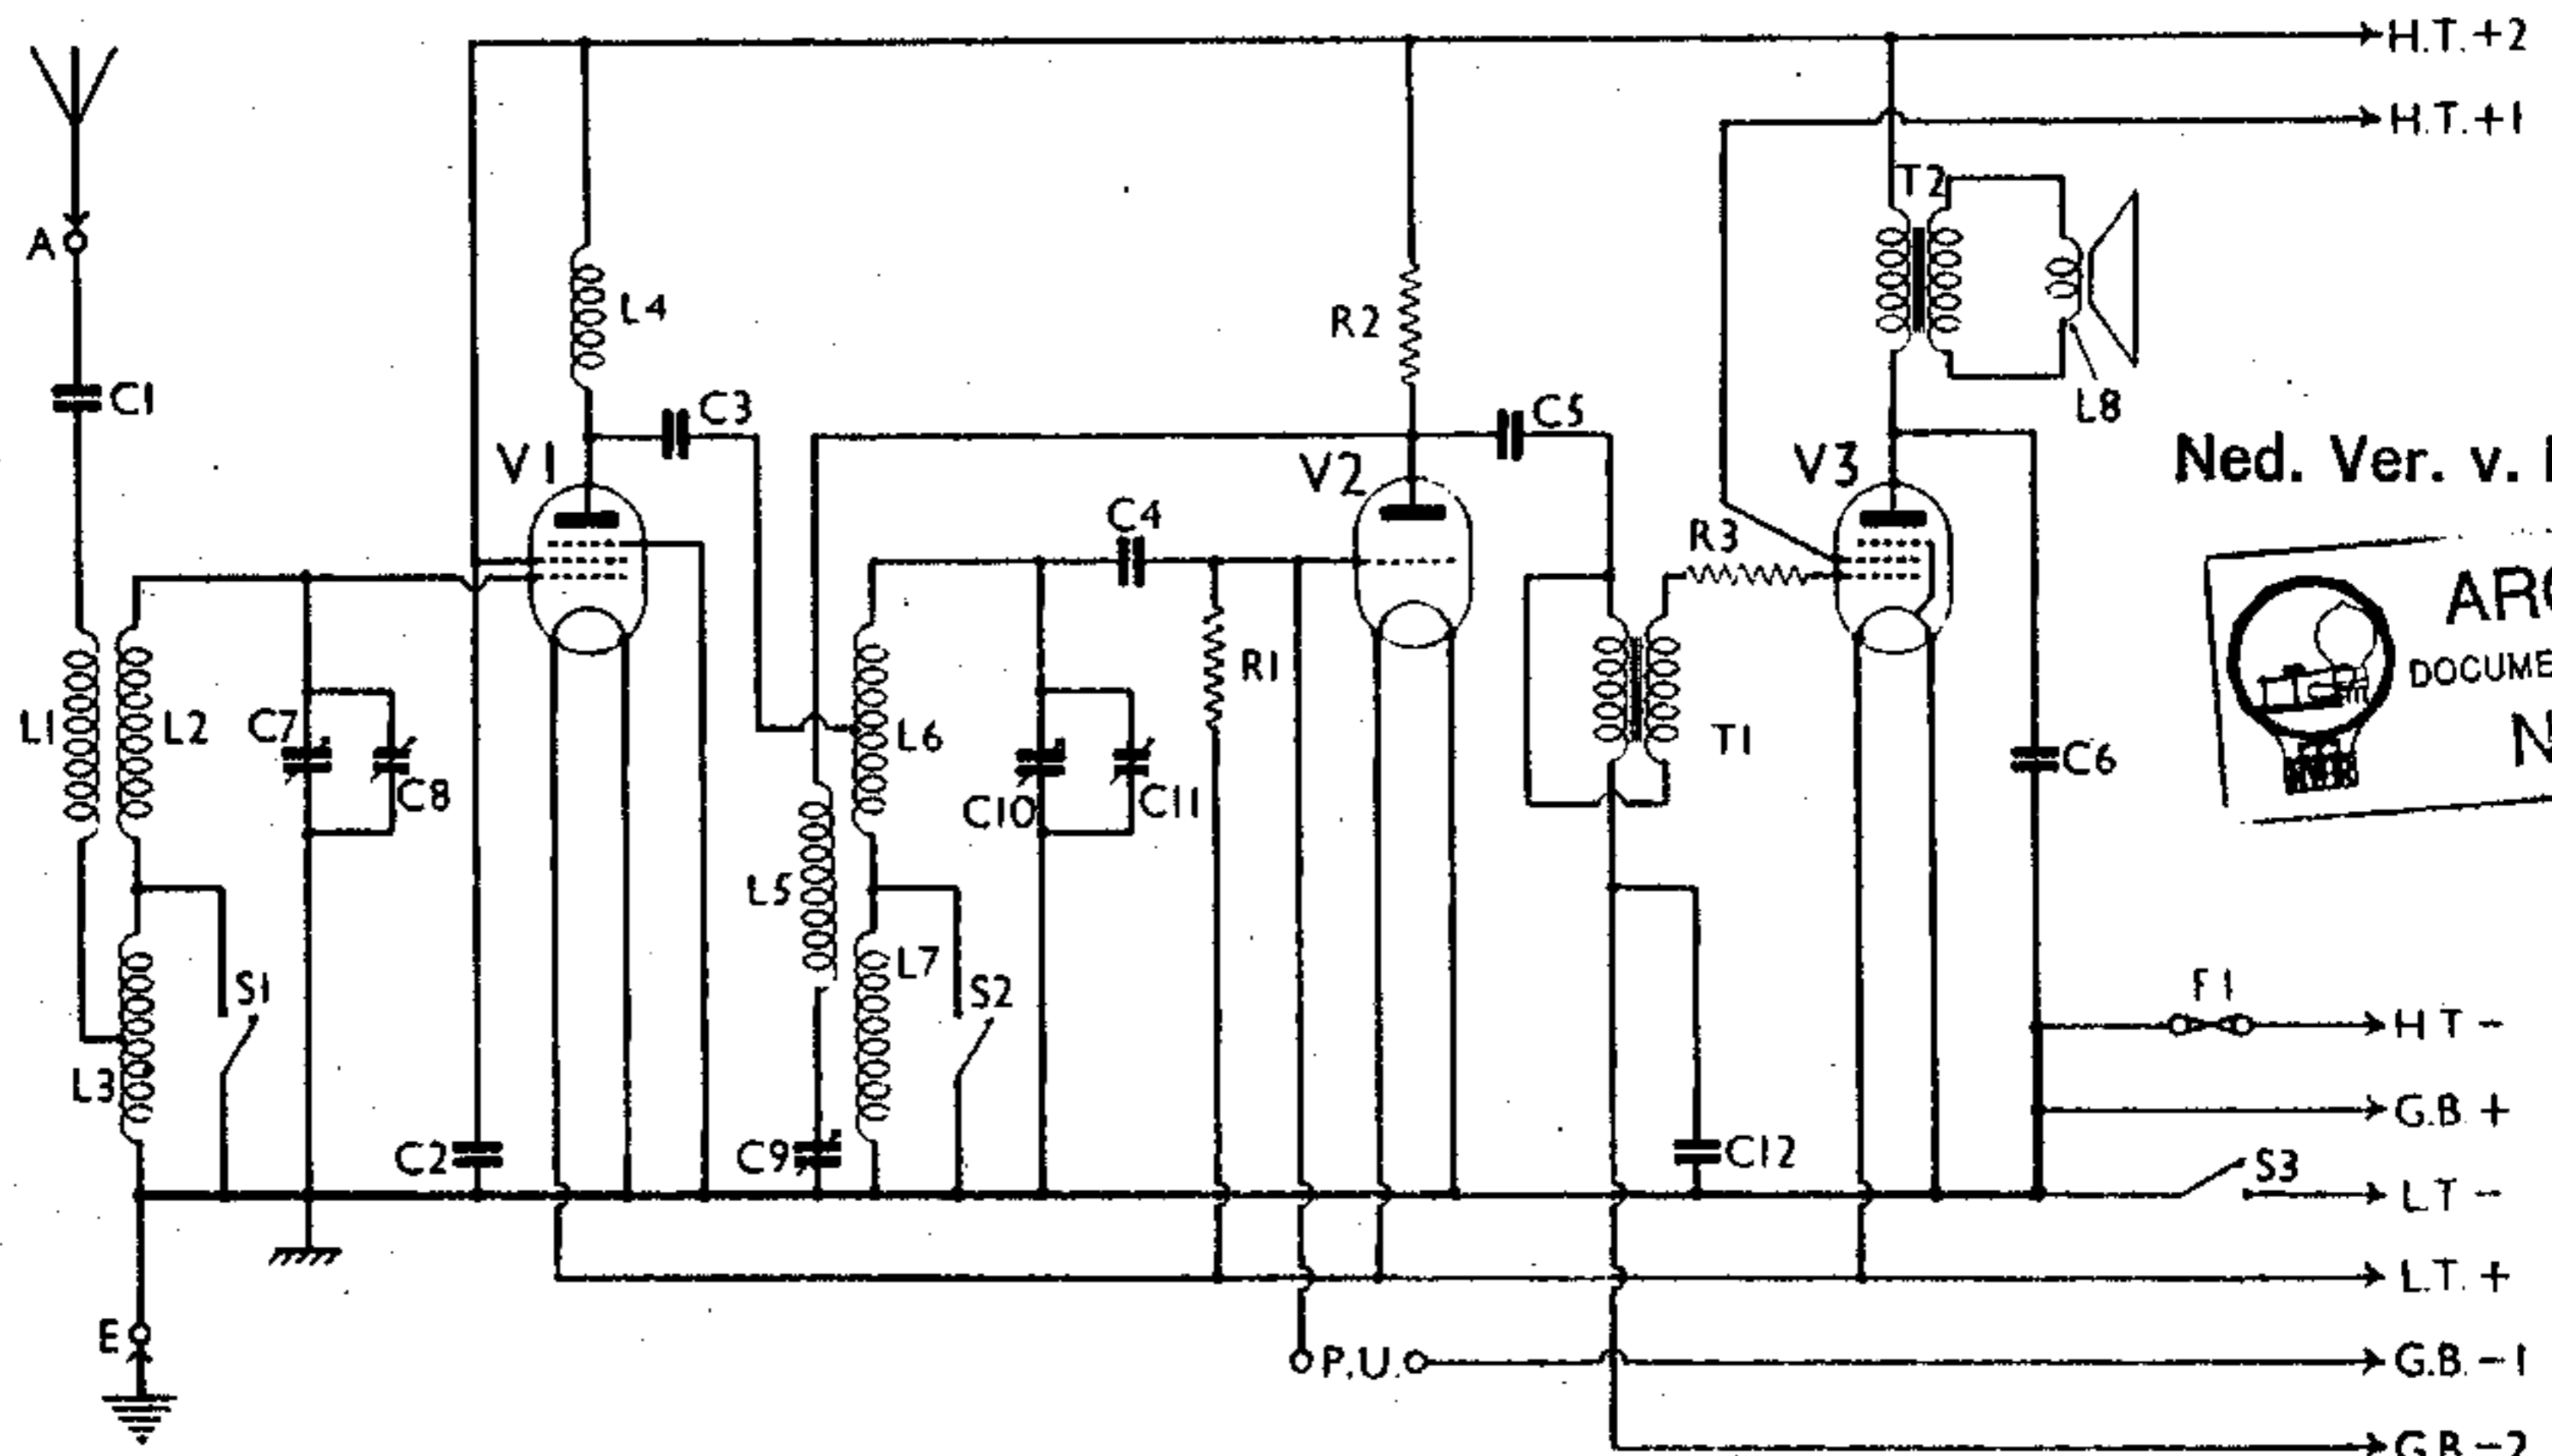 H.T.+2
H.T.+1
T2
A
L4
R2
C1
C3
C5
L8
V1
V2
V3
Ned. Ver. v.
C4
R3
R1
L1
L2
C7
C8
L6
C10
C11
T1
C6
DOCUME
L5
L7
S1
S2
F1
H T -
L3
G.B. +
C2
C9
C12
S3
L.T -
L.T. +
E
P.U.
G.B. -1
G.B -2